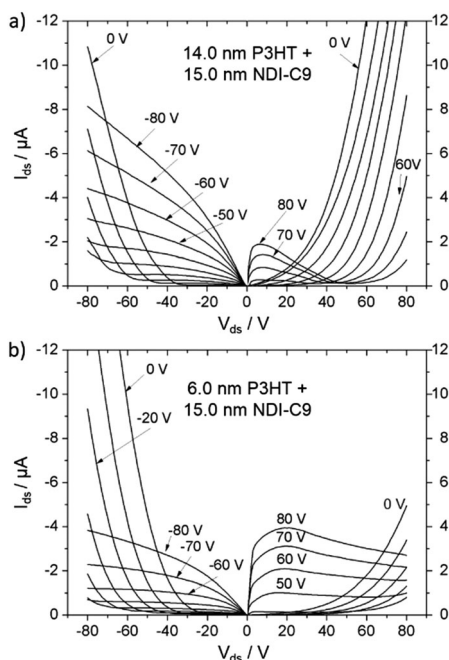 a)
-12
-10
-8
-6
-4
-2
0
I_ds / µA
0 V
14.0 nm P3HT +
15.0 nm NDI-C9
0 V
-80 V
-70 V
-60 V
-50 V
80 V
70 V
60V
12
10
8
6
4
2
0
-80 -60 -40 -20 0 20 40 60 80
V_ds / V
b)
-12
-10
-8
-6
-4
-2
0
I_ds / µA
0 V
6.0 nm P3HT +
15.0 nm NDI-C9
-20 V
-80 V
-70 V
-60 V
80 V
70 V
60 V
50 V
0 V
12
10
8
6
4
2
0
-80 -60 -40 -20 0 20 40 60 80
V_ds / V